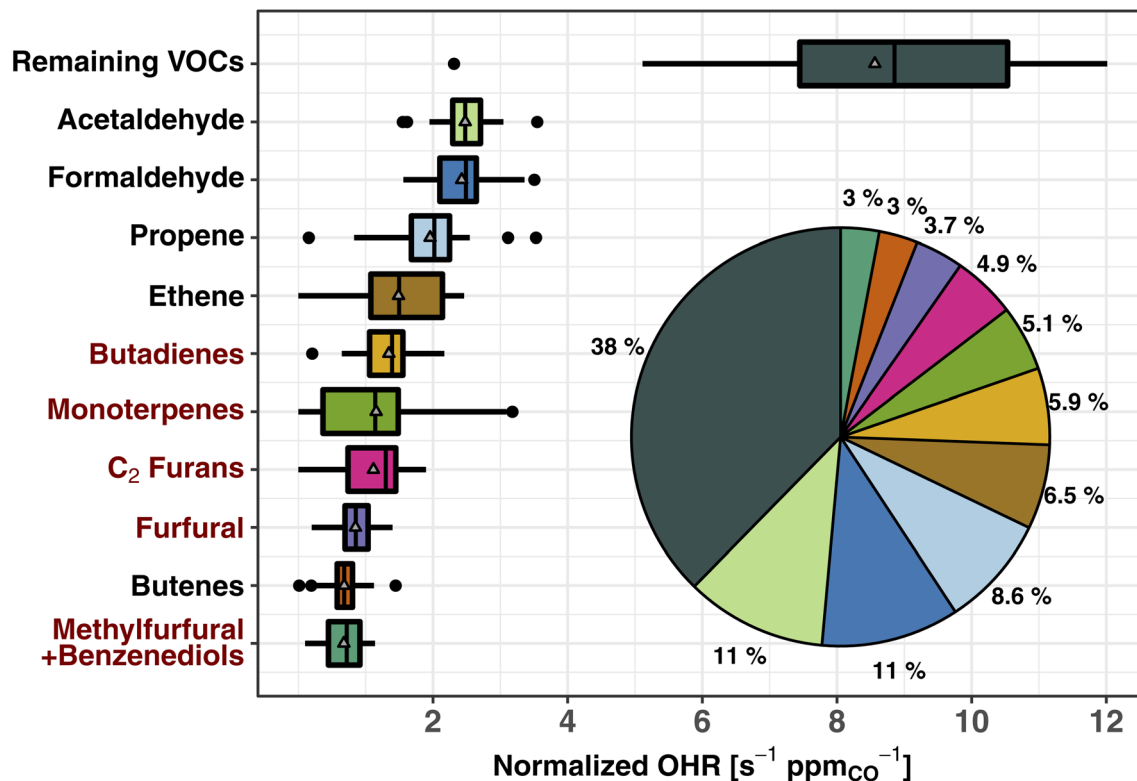 Remaining VOCs
Acetaldehyde
Formaldehyde
Propene
Ethene
Butadienes
Monoterpenes
C₂ Furans
Furfural
Butenes
Methylfurfural
+Benzenediols
3 %
3 %
3.7 %
4.9 %
5.1 %
5.9 %
6.5 %
8.6 %
11 %
11 %
38 %
2 4 6 8 10 12
Normalized OHR [s⁻¹ ppm_CO⁻¹]